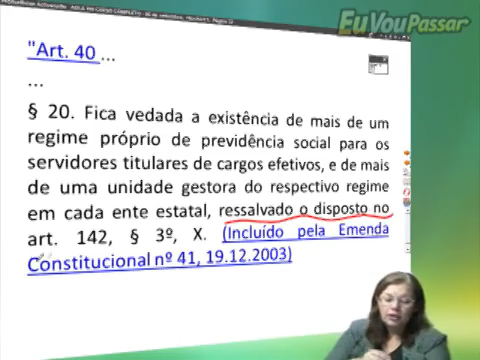 EuVouPassar
"Art. 40 ...
...
§ 20. Fica vedada a existência de mais de um
regime próprio de previdência social para os
servidores titulares de cargos efetivos, e de mais
de uma unidade gestora do respectivo regime
em cada ente estatal, ressalvado o disposto no
art. 142, § 3º, X. (Incluído pela Emenda
Constitucional nº 41, 19.12.2003)